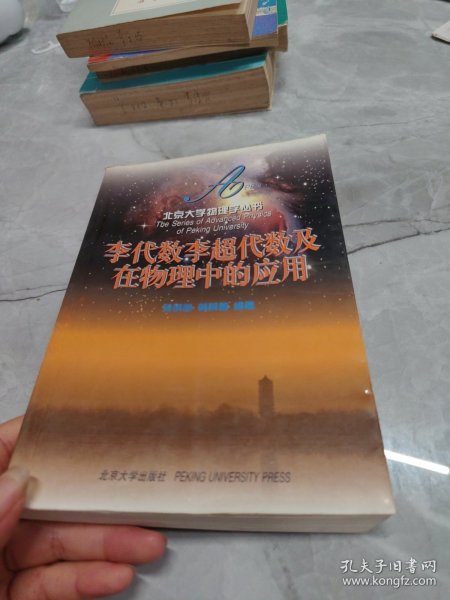 北京大学物理学丛书
The Series of Advanced Physics
of Peking University
李代数李超代数及
在物理中的应用
北京大学出版社 PEKING UNIVERSITY PRESS
孔夫子旧书网
www.kongfz.com